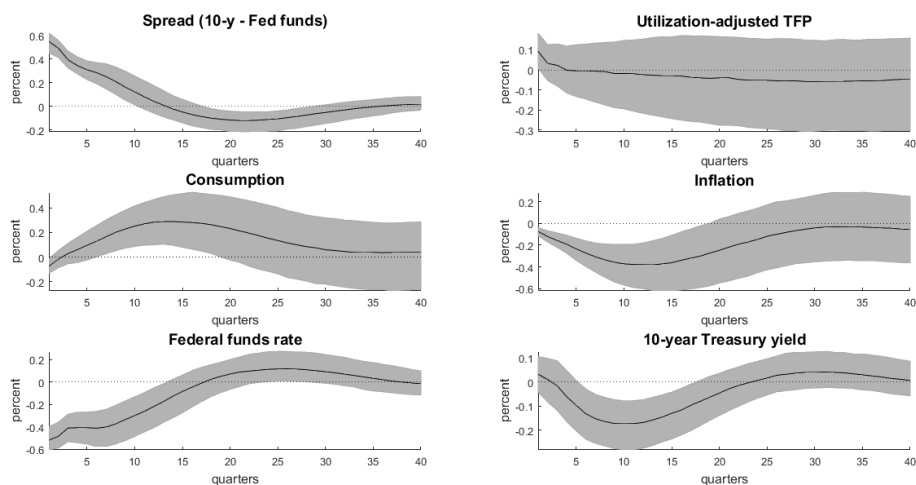 Spread (10-y - Fed funds)
0.6
0.4
0.2
0
-0.2
percent
5 10 15 20 25 30 35 40
quarters
Utilization-adjusted TFP
0.1
0
-0.1
-0.2
-0.3
percent
5 10 15 20 25 30 35 40
quarters
Consumption
0.4
0.2
0
-0.2
percent
5 10 15 20 25 30 35 40
quarters
Inflation
0.2
0
-0.2
-0.4
-0.6
percent
5 10 15 20 25 30 35 40
quarters
Federal funds rate
0.2
0
-0.2
-0.4
-0.6
percent
5 10 15 20 25 30 35 40
quarters
10-year Treasury yield
0.1
0
-0.1
-0.2
percent
5 10 15 20 25 30 35 40
quarters